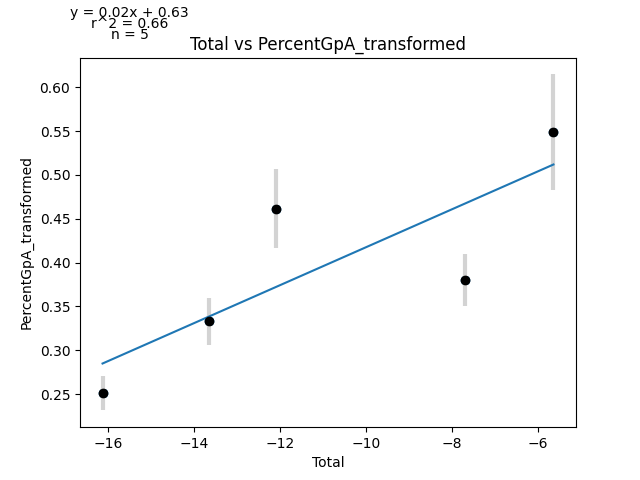 y = 0.02x + 0.63
r^2 = 0.66
n = 5
Total vs PercentGpA_transformed
PercentGpA_transformed
0.60
0.55
0.50
0.45
0.40
0.35
0.30
0.25
−16 −14 −12 −10 −8 −6
Total